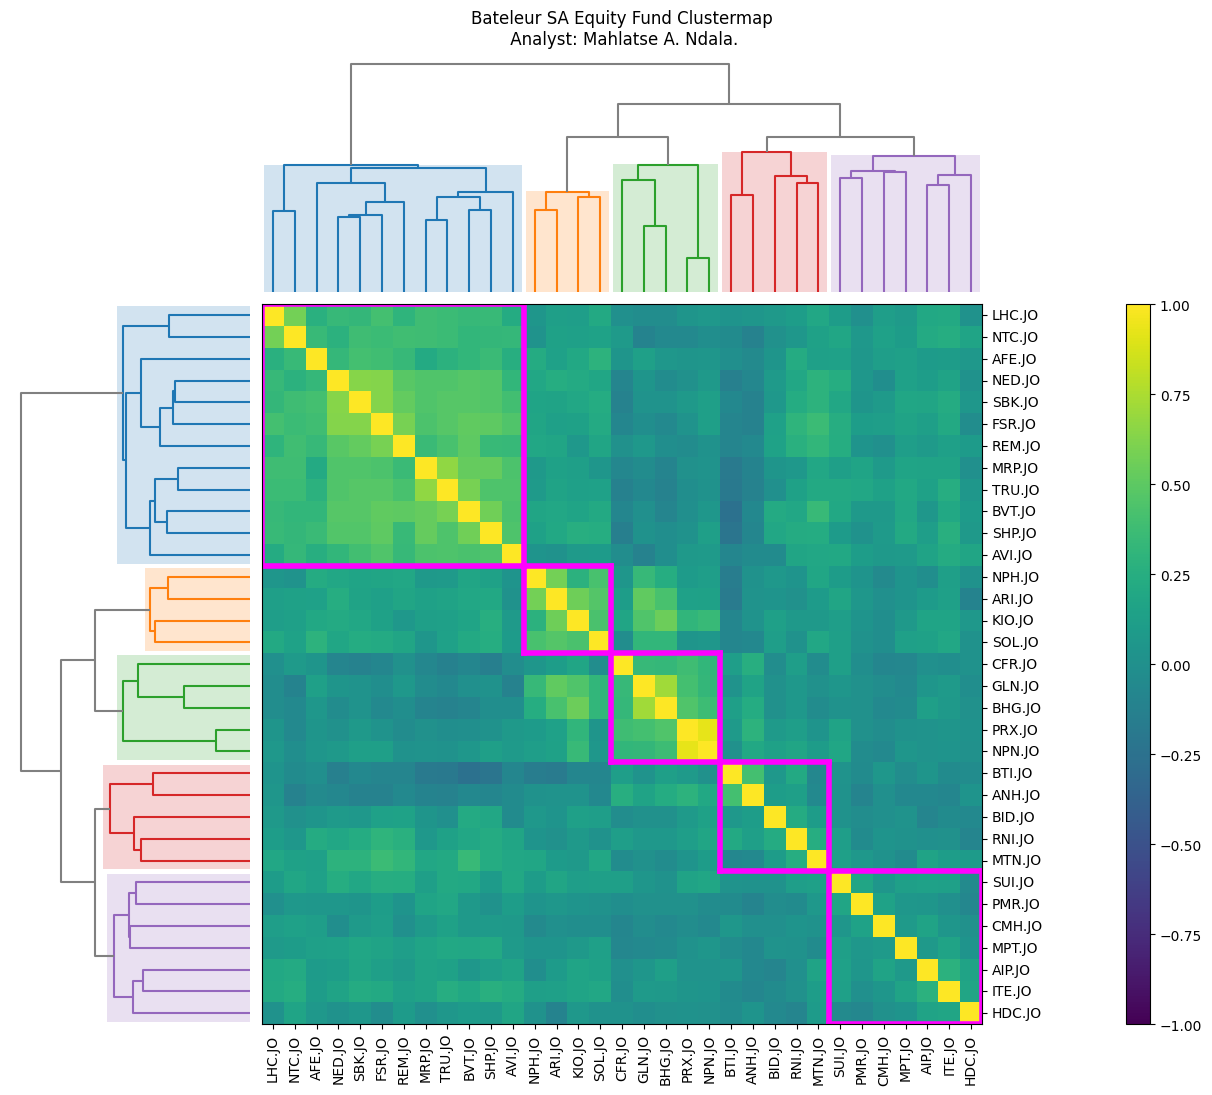 Bateleur SA Equity Fund Clustermap
Analyst: Mahlatse A. Ndala.
LHC.JO
NTC.JO
AFE.JO
NED.JO
SBK.JO
FSR.JO
REM.JO
MRP.JO
TRU.JO
BVT.JO
SHP.JO
AVI.JO
NPH.JO
ARI.JO
KIO.JO
SOL.JO
CFR.JO
GLN.JO
BHG.JO
PRX.JO
NPN.JO
BTI.JO
ANH.JO
BID.JO
RNI.JO
MTN.JO
SUI.JO
PMR.JO
CMH.JO
MPT.JO
AIP.JO
ITE.JO
HDC.JO
1.00
0.75
0.50
0.25
0.00
−0.25
−0.50
−0.75
−1.00
LHC.JO
NTC.JO
AFE.JO
NED.JO
SBK.JO
FSR.JO
REM.JO
MRP.JO
TRU.JO
BVT.JO
SHP.JO
AVI.JO
NPH.JO
ARI.JO
KIO.JO
SOL.JO
CFR.JO
GLN.JO
BHG.JO
PRX.JO
NPN.JO
BTI.JO
ANH.JO
BID.JO
RNI.JO
MTN.JO
SUI.JO
PMR.JO
CMH.JO
MPT.JO
AIP.JO
ITE.JO
HDC.JO